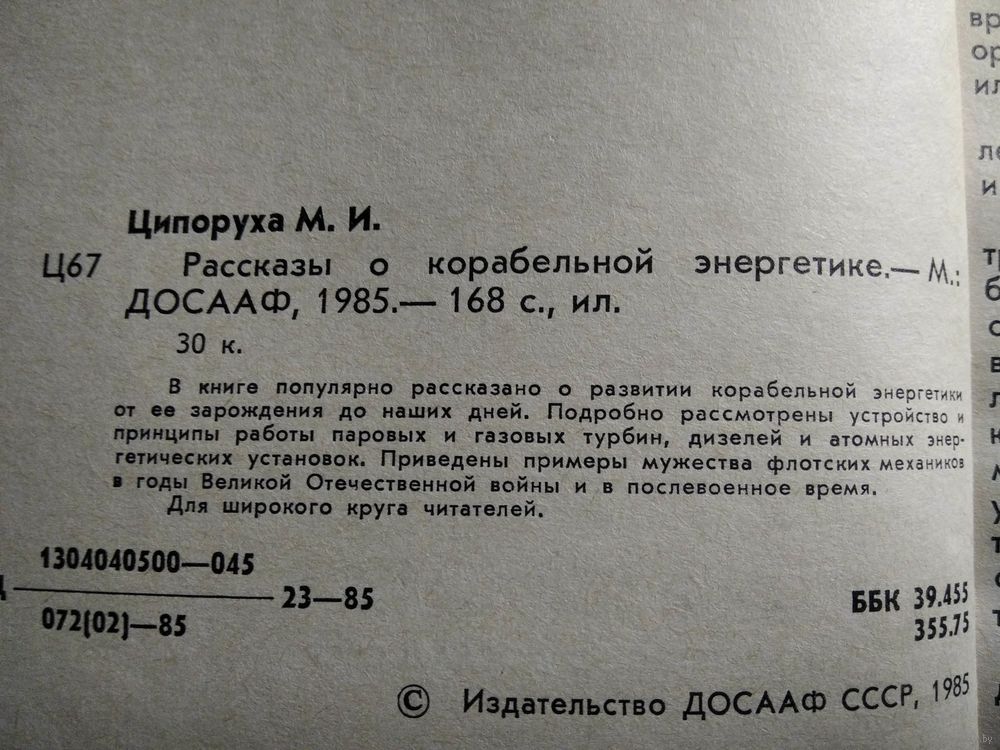 Ципоруха М. И.
Ц67 Рассказы о корабельной энергетике.— М.:
ДОСААФ, 1985.— 168 с., ил.
30 к.
В книге популярно рассказано о развитии корабельной энергетики
от ее зарождения до наших дней. Подробно рассмотрены устройство и
принципы работы паровых и газовых турбин, дизелей и атомных энер-
гетических установок. Приведены примеры мужества флотских механиков
в годы Великой Отечественной войны и в послевоенное время.
Для широкого круга читателей.
1304040500—045
23—85
072(02)—85
ББК 39.455
355.75
© Издательство ДОСААФ СССР, 1985